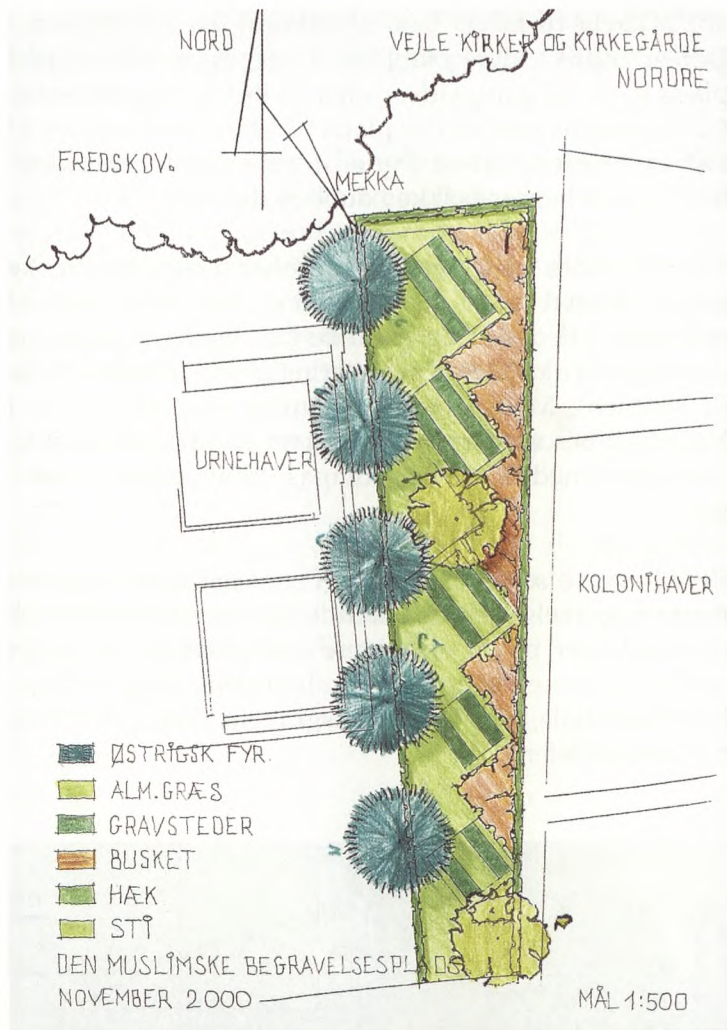 NORD
VEJLE KIRKER OG KIRKEGÅRDE
NORDRE
FREDSKOV.
MEKKA
URNEHAVER
KOLONIHAVER
ØSTRIGSK FYR.
ALM. GRÆS
GRAVSTEDER
BUSKET
HÆK
STI
DEN MUSLIMSKE BEGRAVELSESPLADS
NOVEMBER 2000
MÅL 1:500